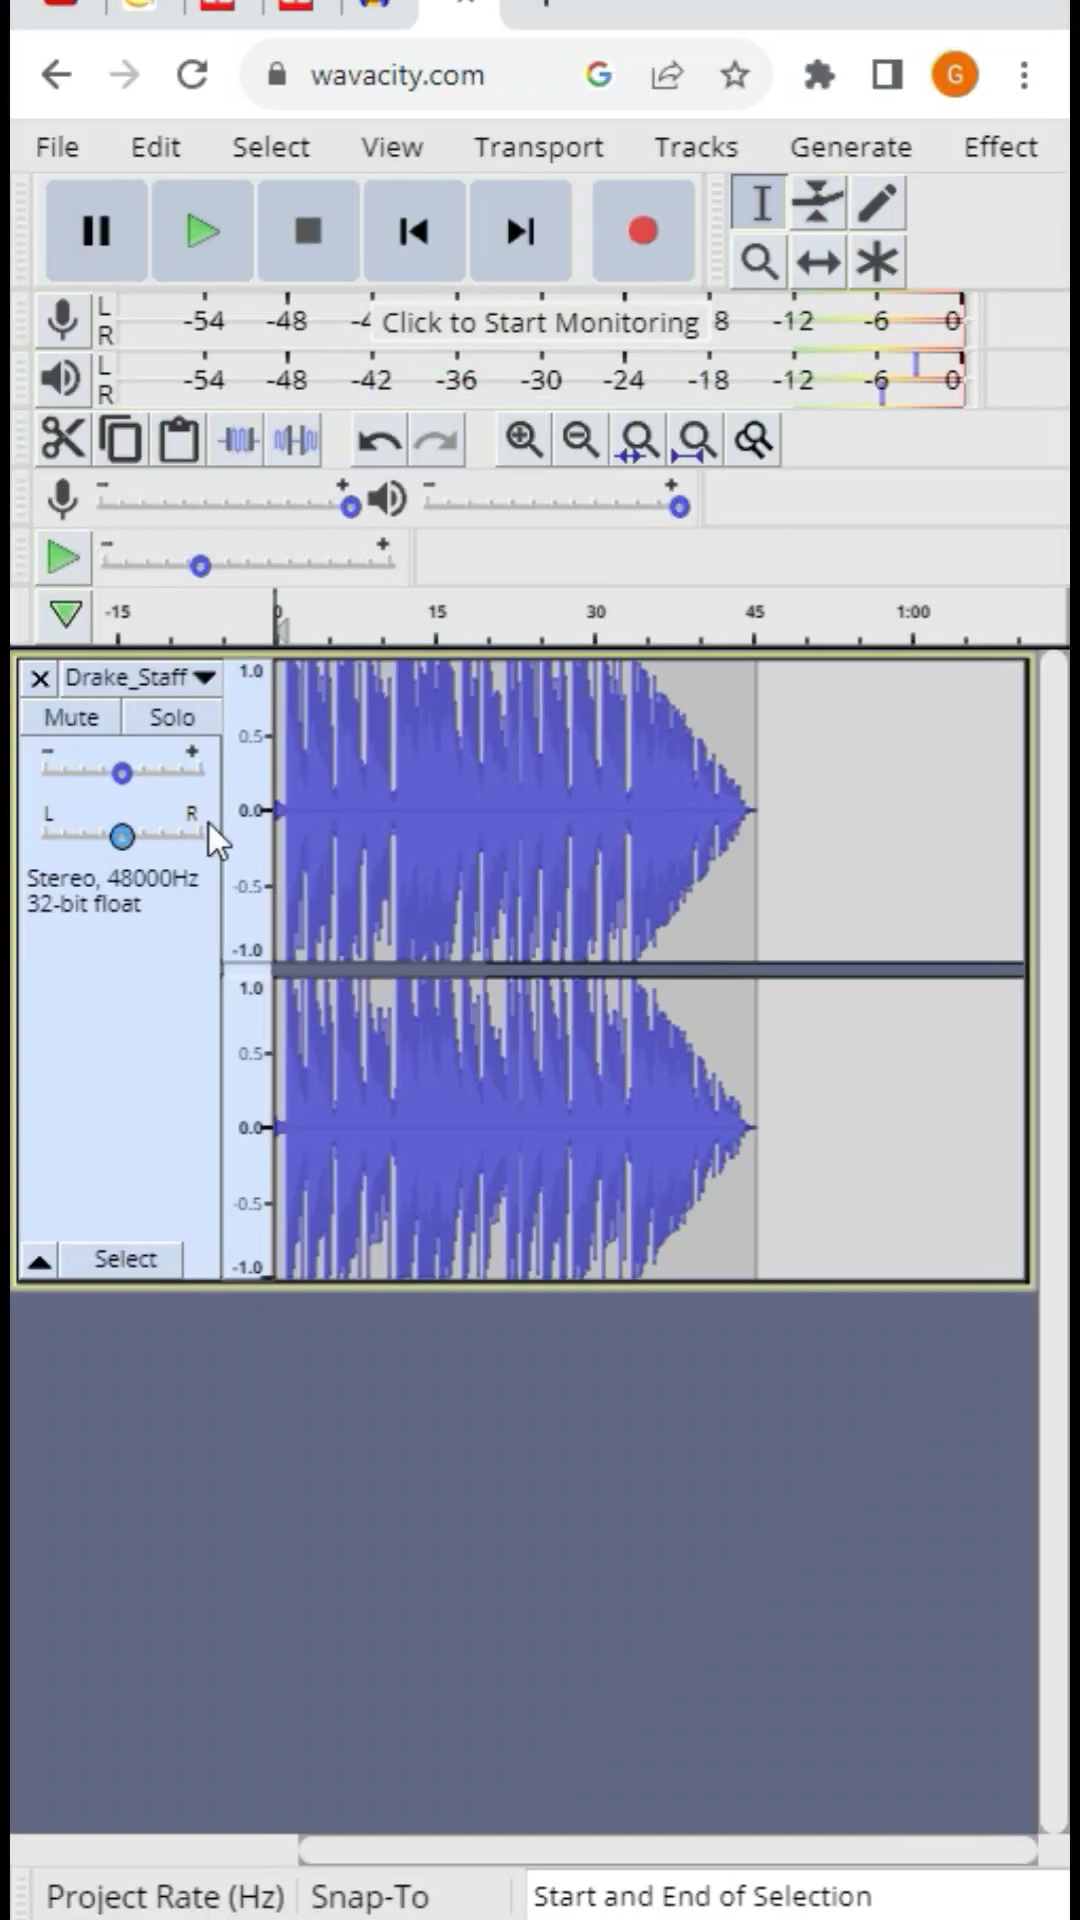 wavacity.com
G
File Edit Select View Transport Tracks Generate Effect
L
R
-54 -48 -4 Click to Start Monitoring 8 -12 -6 0
L
R
-54 -48 -42 -36 -30 -24 -18 -12 -6 0
- + - +
- +
-15 0 15 30 45 1:00
Drake_Staff
Mute Solo
- +
L R
Stereo, 48000Hz
32-bit float
1.0
0.5
0.0
-0.5
-1.0
1.0
0.5
0.0
-0.5
-1.0
Select
Project Rate (Hz) Snap-To Start and End of Selection